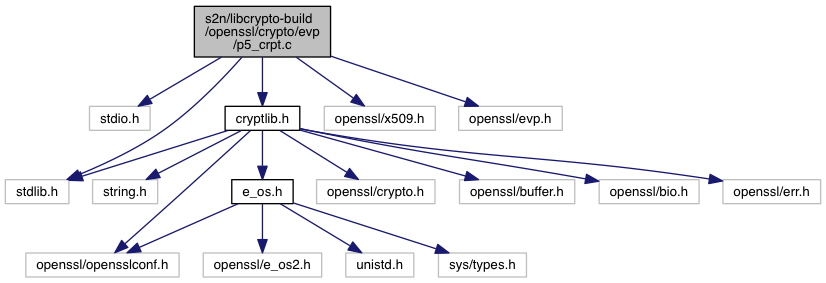 s2n/libcrypto-build
/openssl/crypto/evp
/p5_crpt.c
stdio.h
cryptlib.h
openssl/x509.h
openssl/evp.h
stdlib.h
string.h
e_os.h
openssl/crypto.h
openssl/buffer.h
openssl/bio.h
openssl/err.h
openssl/opensslconf.h
openssl/e_os2.h
unistd.h
sys/types.h